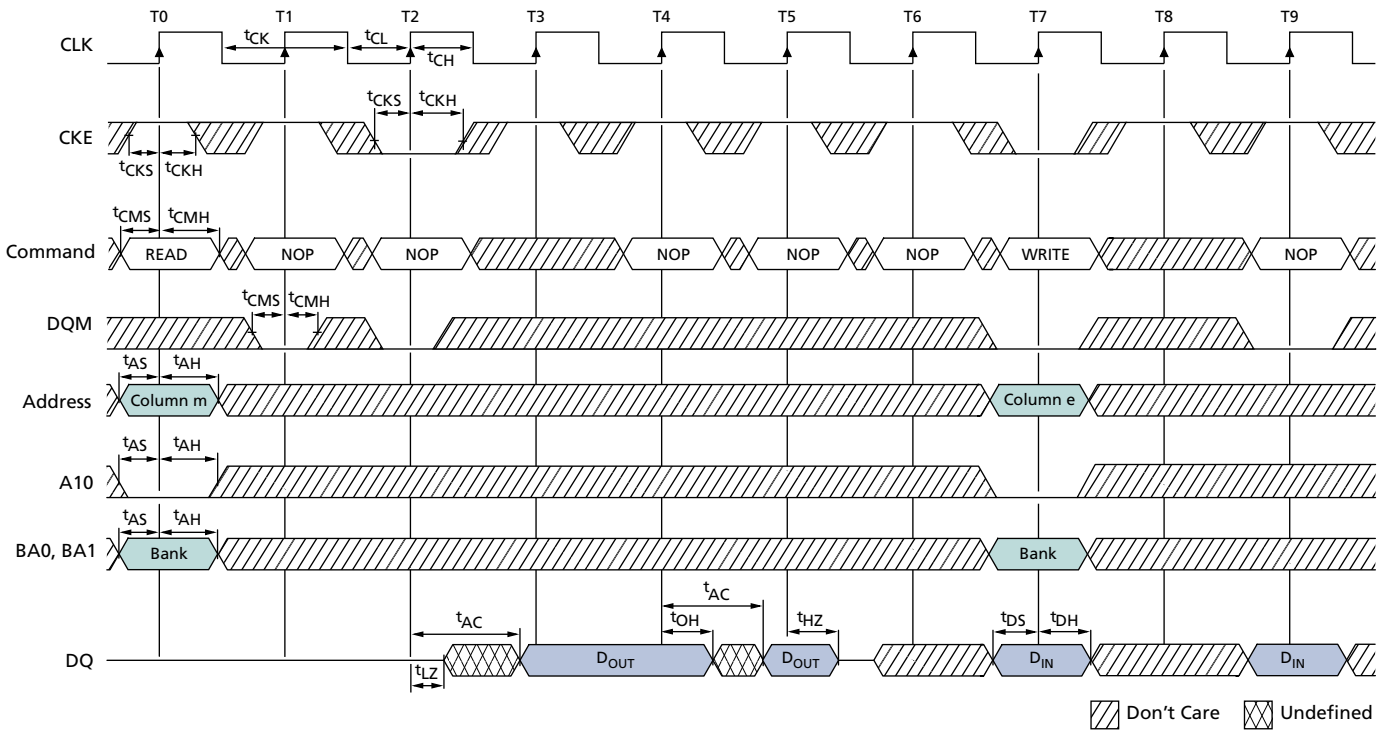 T0 T1 T2 T3 T4 T5 T6 T7 T8 T9
CLK
tCK tCL
tCH
tCKS tCKH
CKE
tCKS tCKH
tCMS tCMH
Command READ NOP NOP NOP NOP NOP WRITE NOP
tCMS tCMH
DQM
tAS tAH
Address Column m Column e
tAS tAH
A10
tAS tAH
BA0, BA1 Bank Bank
tAC
tAC tOH tHZ tDS tDH
DQ DOUT DOUT DIN DIN
tLZ
Don't Care Undefined